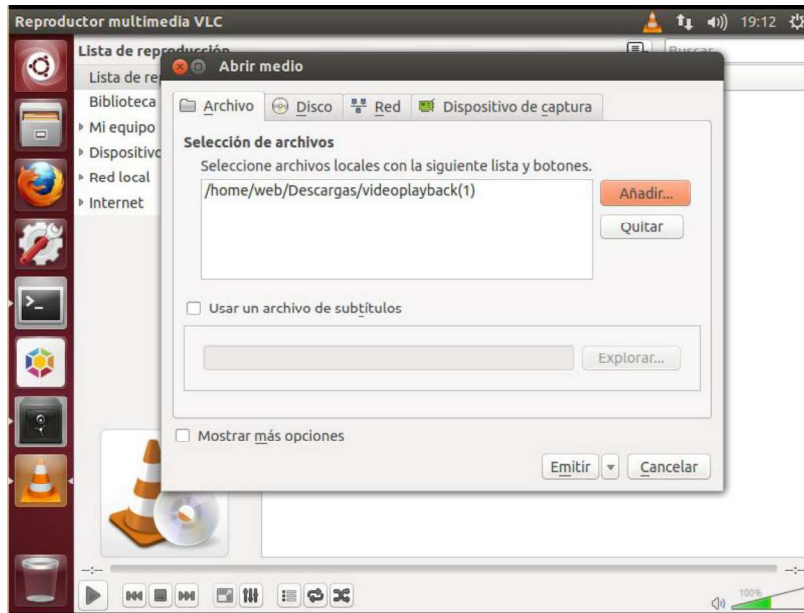 Reproductor multimedia VLC
19:12
Lista de reproducción
Buscar
Abrir medio
Lista de re
Archivo Disco Red Dispositivo de captura
Biblioteca
Mi equipo
Selección de archivos
Dispositivo
Seleccione archivos locales con la siguiente lista y botones.
Red local
/home/web/Descargas/videoplayback(1)
Añadir...
Internet
Quitar
Usar un archivo de subtítulos
Explorar...
Mostrar más opciones
Emitir Cancelar
--:-- --:--
100%